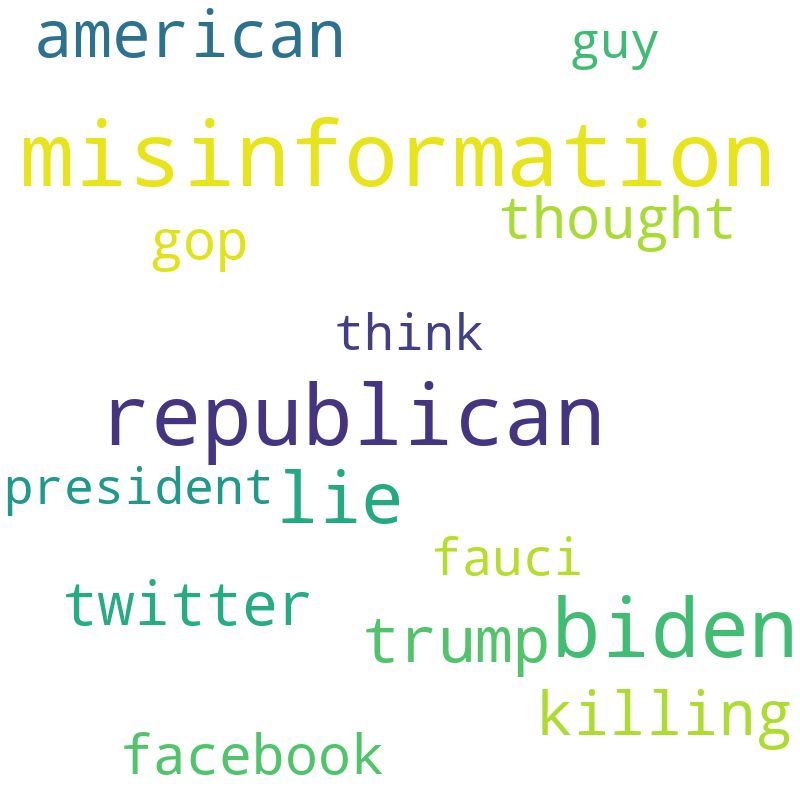 american
guy
misinformation
thought
gop
think
republican
president
lie
fauci
twitter
trump
biden
killing
facebook